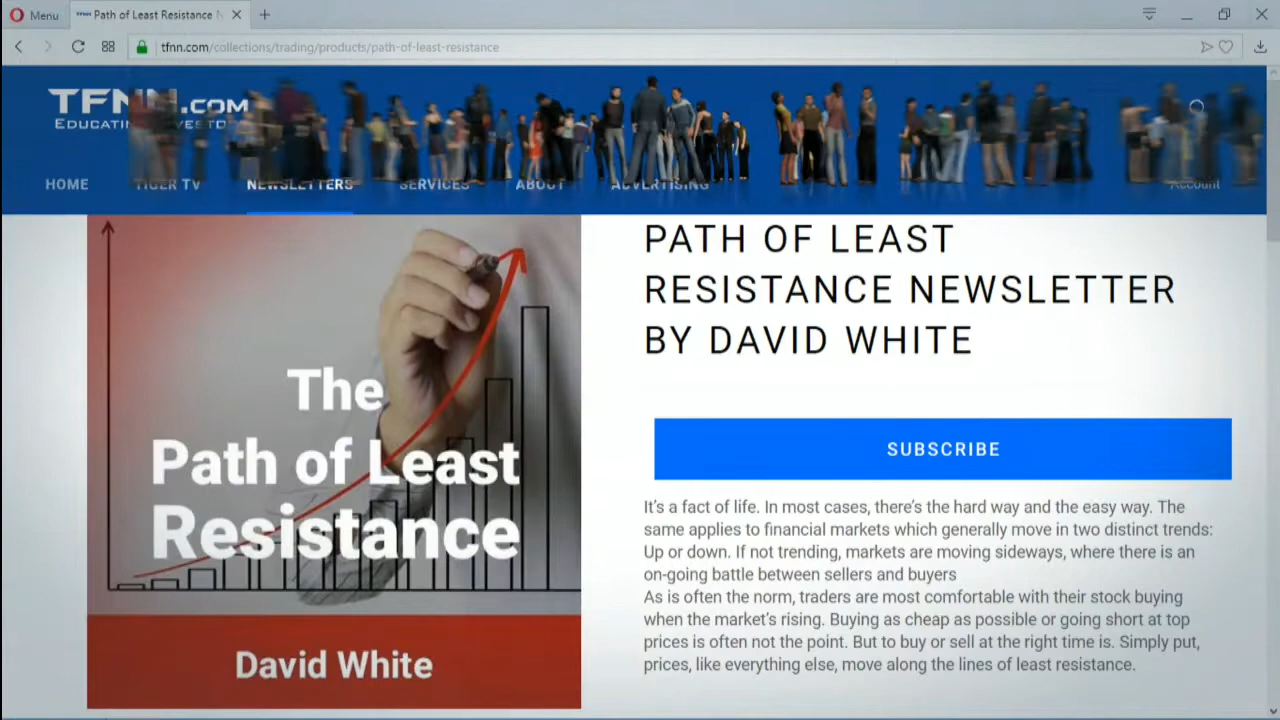 Menu
Path of Least Resistance
tfnn.com/collections/trading/products/path-of-least-resistance
TFNN.COM
HOME
TIGER TV
NEWSLETTERS
SERVICES
ABOUT
ADVERTISING
Account
The
Path of Least
Resistance
David White
PATH OF LEAST
RESISTANCE NEWSLETTER
BY DAVID WHITE
SUBSCRIBE
It's a fact of life. In most cases, there's the hard way and the easy way. The
same applies to financial markets which generally move in two distinct trends:
Up or down. If not trending, markets are moving sideways, where there is an
on-going battle between sellers and buyers
As is often the norm, traders are most comfortable with their stock buying
when the market's rising. Buying as cheap as possible or going short at top
prices is often not the point. But to buy or sell at the right time is. Simply put,
prices, like everything else, move along the lines of least resistance.